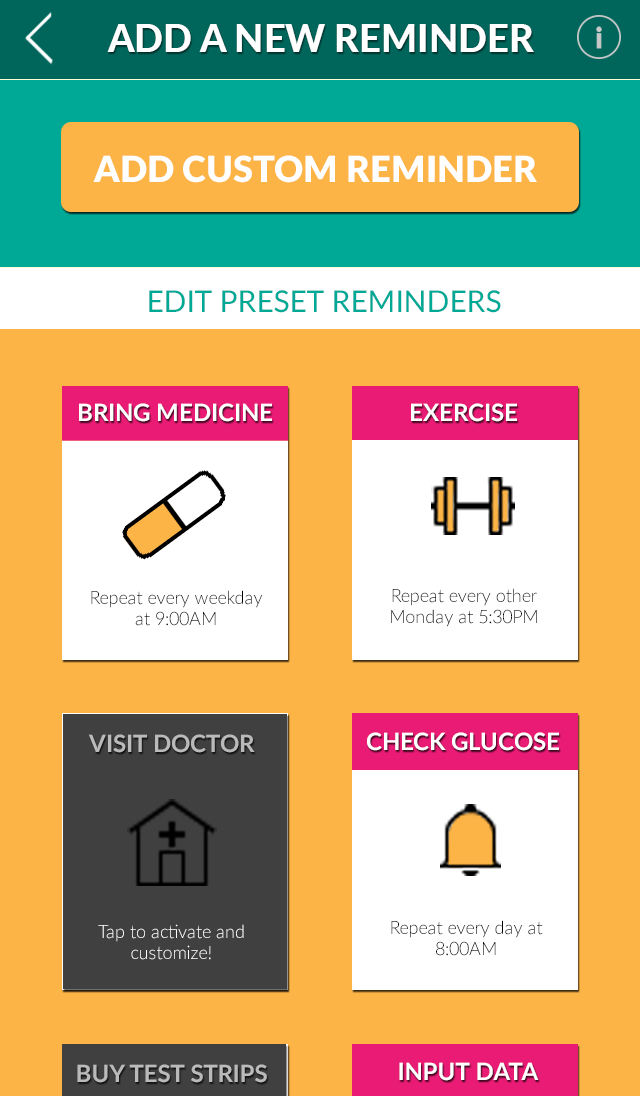 ADD A NEW REMINDER
ADD CUSTOM REMINDER
EDIT PRESET REMINDERS
BRING MEDICINE
Repeat every weekday
at 9:00AM
EXERCISE
Repeat every other
Monday at 5:30PM
VISIT DOCTOR
Tap to activate and
customize!
CHECK GLUCOSE
Repeat every day at
8:00AM
BUY TEST STRIPS
INPUT DATA